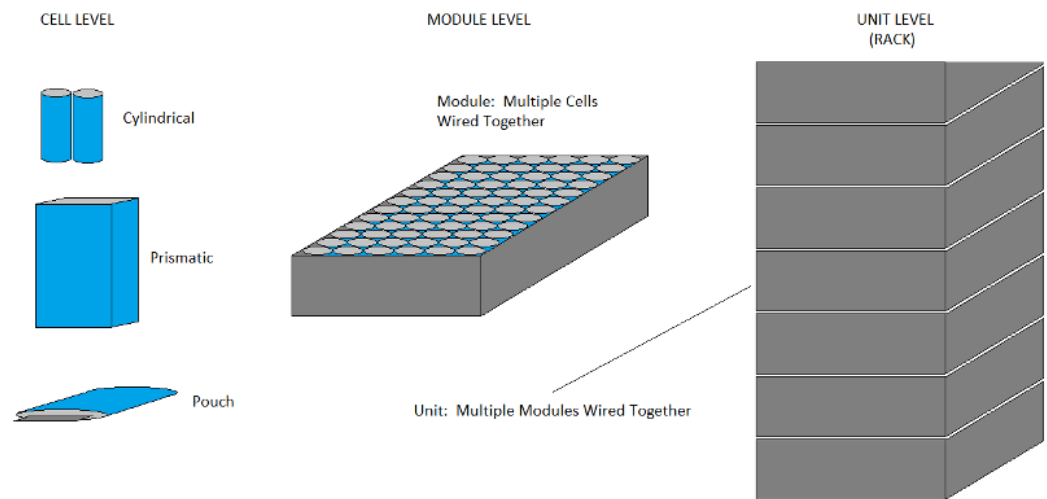 CELL LEVEL
MODULE LEVEL
UNIT LEVEL
(RACK)
Cylindrical
Module:  Multiple Cells
Wired Together
Prismatic
Pouch
Unit:  Multiple Modules Wired Together